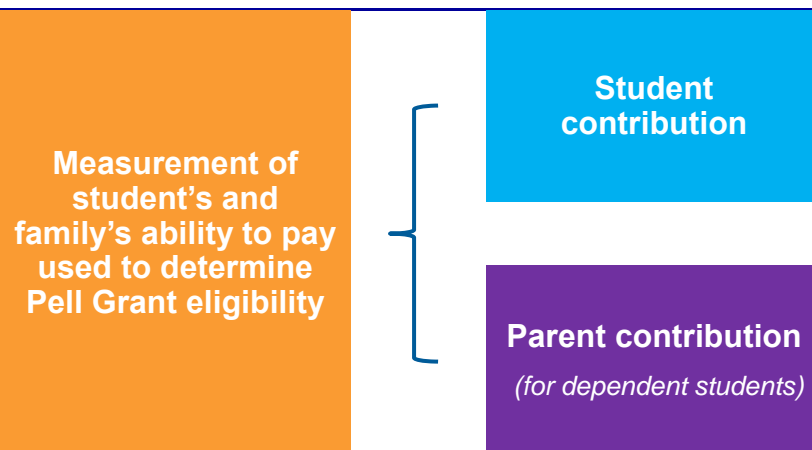 Measurement of
student’s and
family’s ability to pay
used to determine
Pell Grant eligibility
Student
contribution
Parent contribution
(for dependent students)